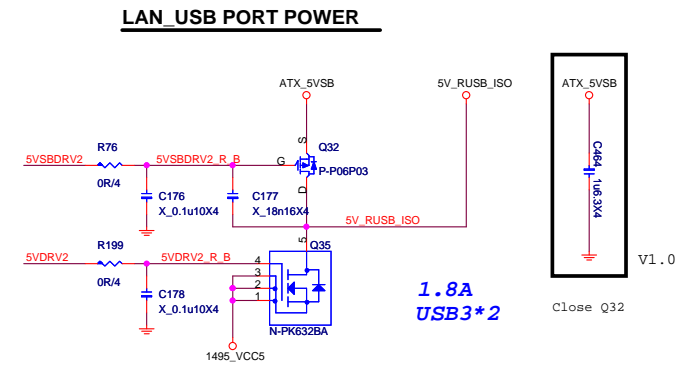 LAN_USB PORT POWER
ATX_5VSB
5V_RUSB_ISO
ATX_5VSB
R76
5VSBDRV2
5VSBDRV2_R_B
0R/4
C176
X_0.1u10X4
C177
X_18n16X4
S
G
D
Q32
P-P06P03
C464
1u6.3X4
5V_RUSB_ISO
R199
5VDRV2
5VDRV2_R_B
0R/4
C178
X_0.1u10X4
5
Q35
4
3
2
1
N-PK632BA
1495_VCC5
1.8A
USB3*2
V1.0
Close Q32